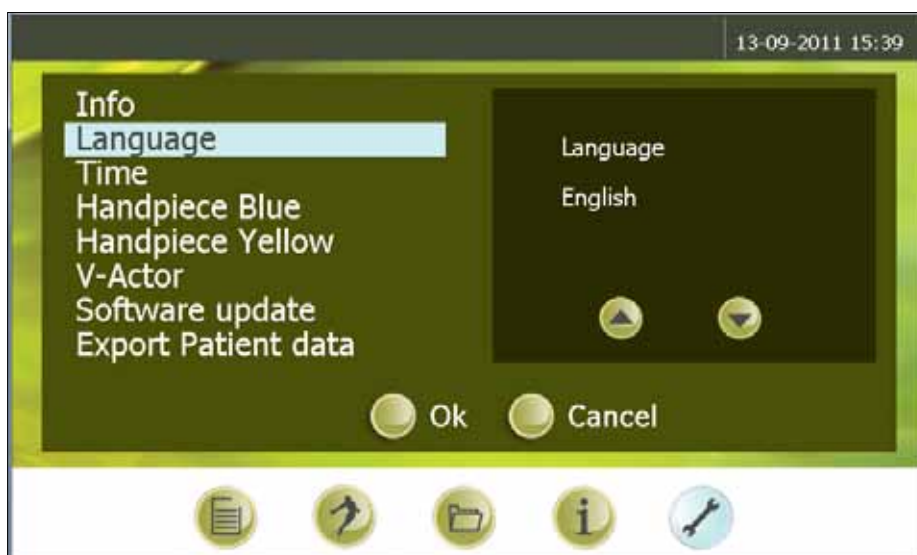 13-09-2011 15:39
Info
Language
Time
Handpiece Blue
Handpiece Yellow
V-Actor
Software update
Export Patient data
Language
English
Ok
Cancel